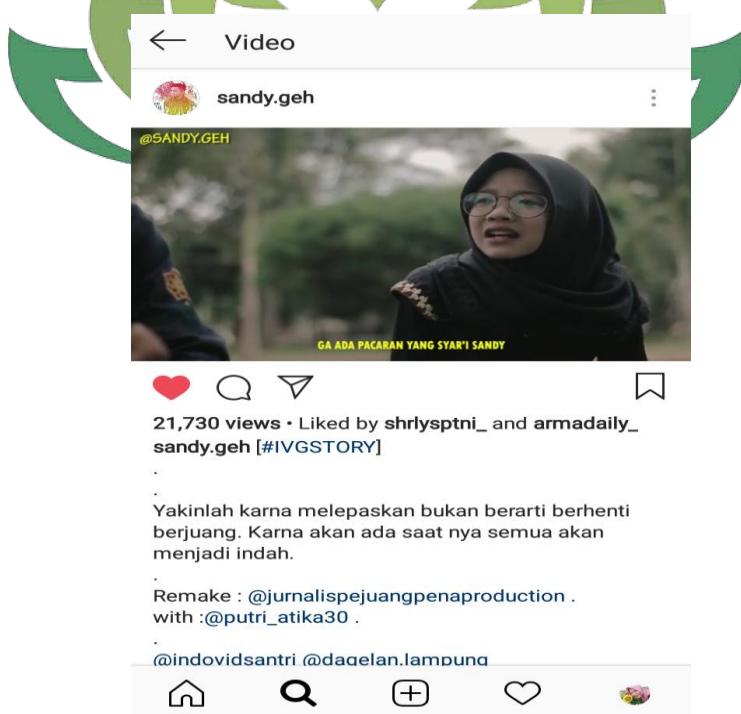 Video
sandy.geh
@SANDY.GEH
GA ADA PACARAN YANG SYAR'I SANDY
21,730 views • Liked by shrlysptni_ and armadaily_
sandy.geh [#IVGSTORY]
.
.
Yakinlah karna melepaskan bukan berarti berhenti
berjuang. Karna akan ada saat nya semua akan
menjadi indah.
.
Remake : @jurnalispejuangpenaproduction .
with :@putri_atika30 .
.
@indovidsantri @dagelan.lampung